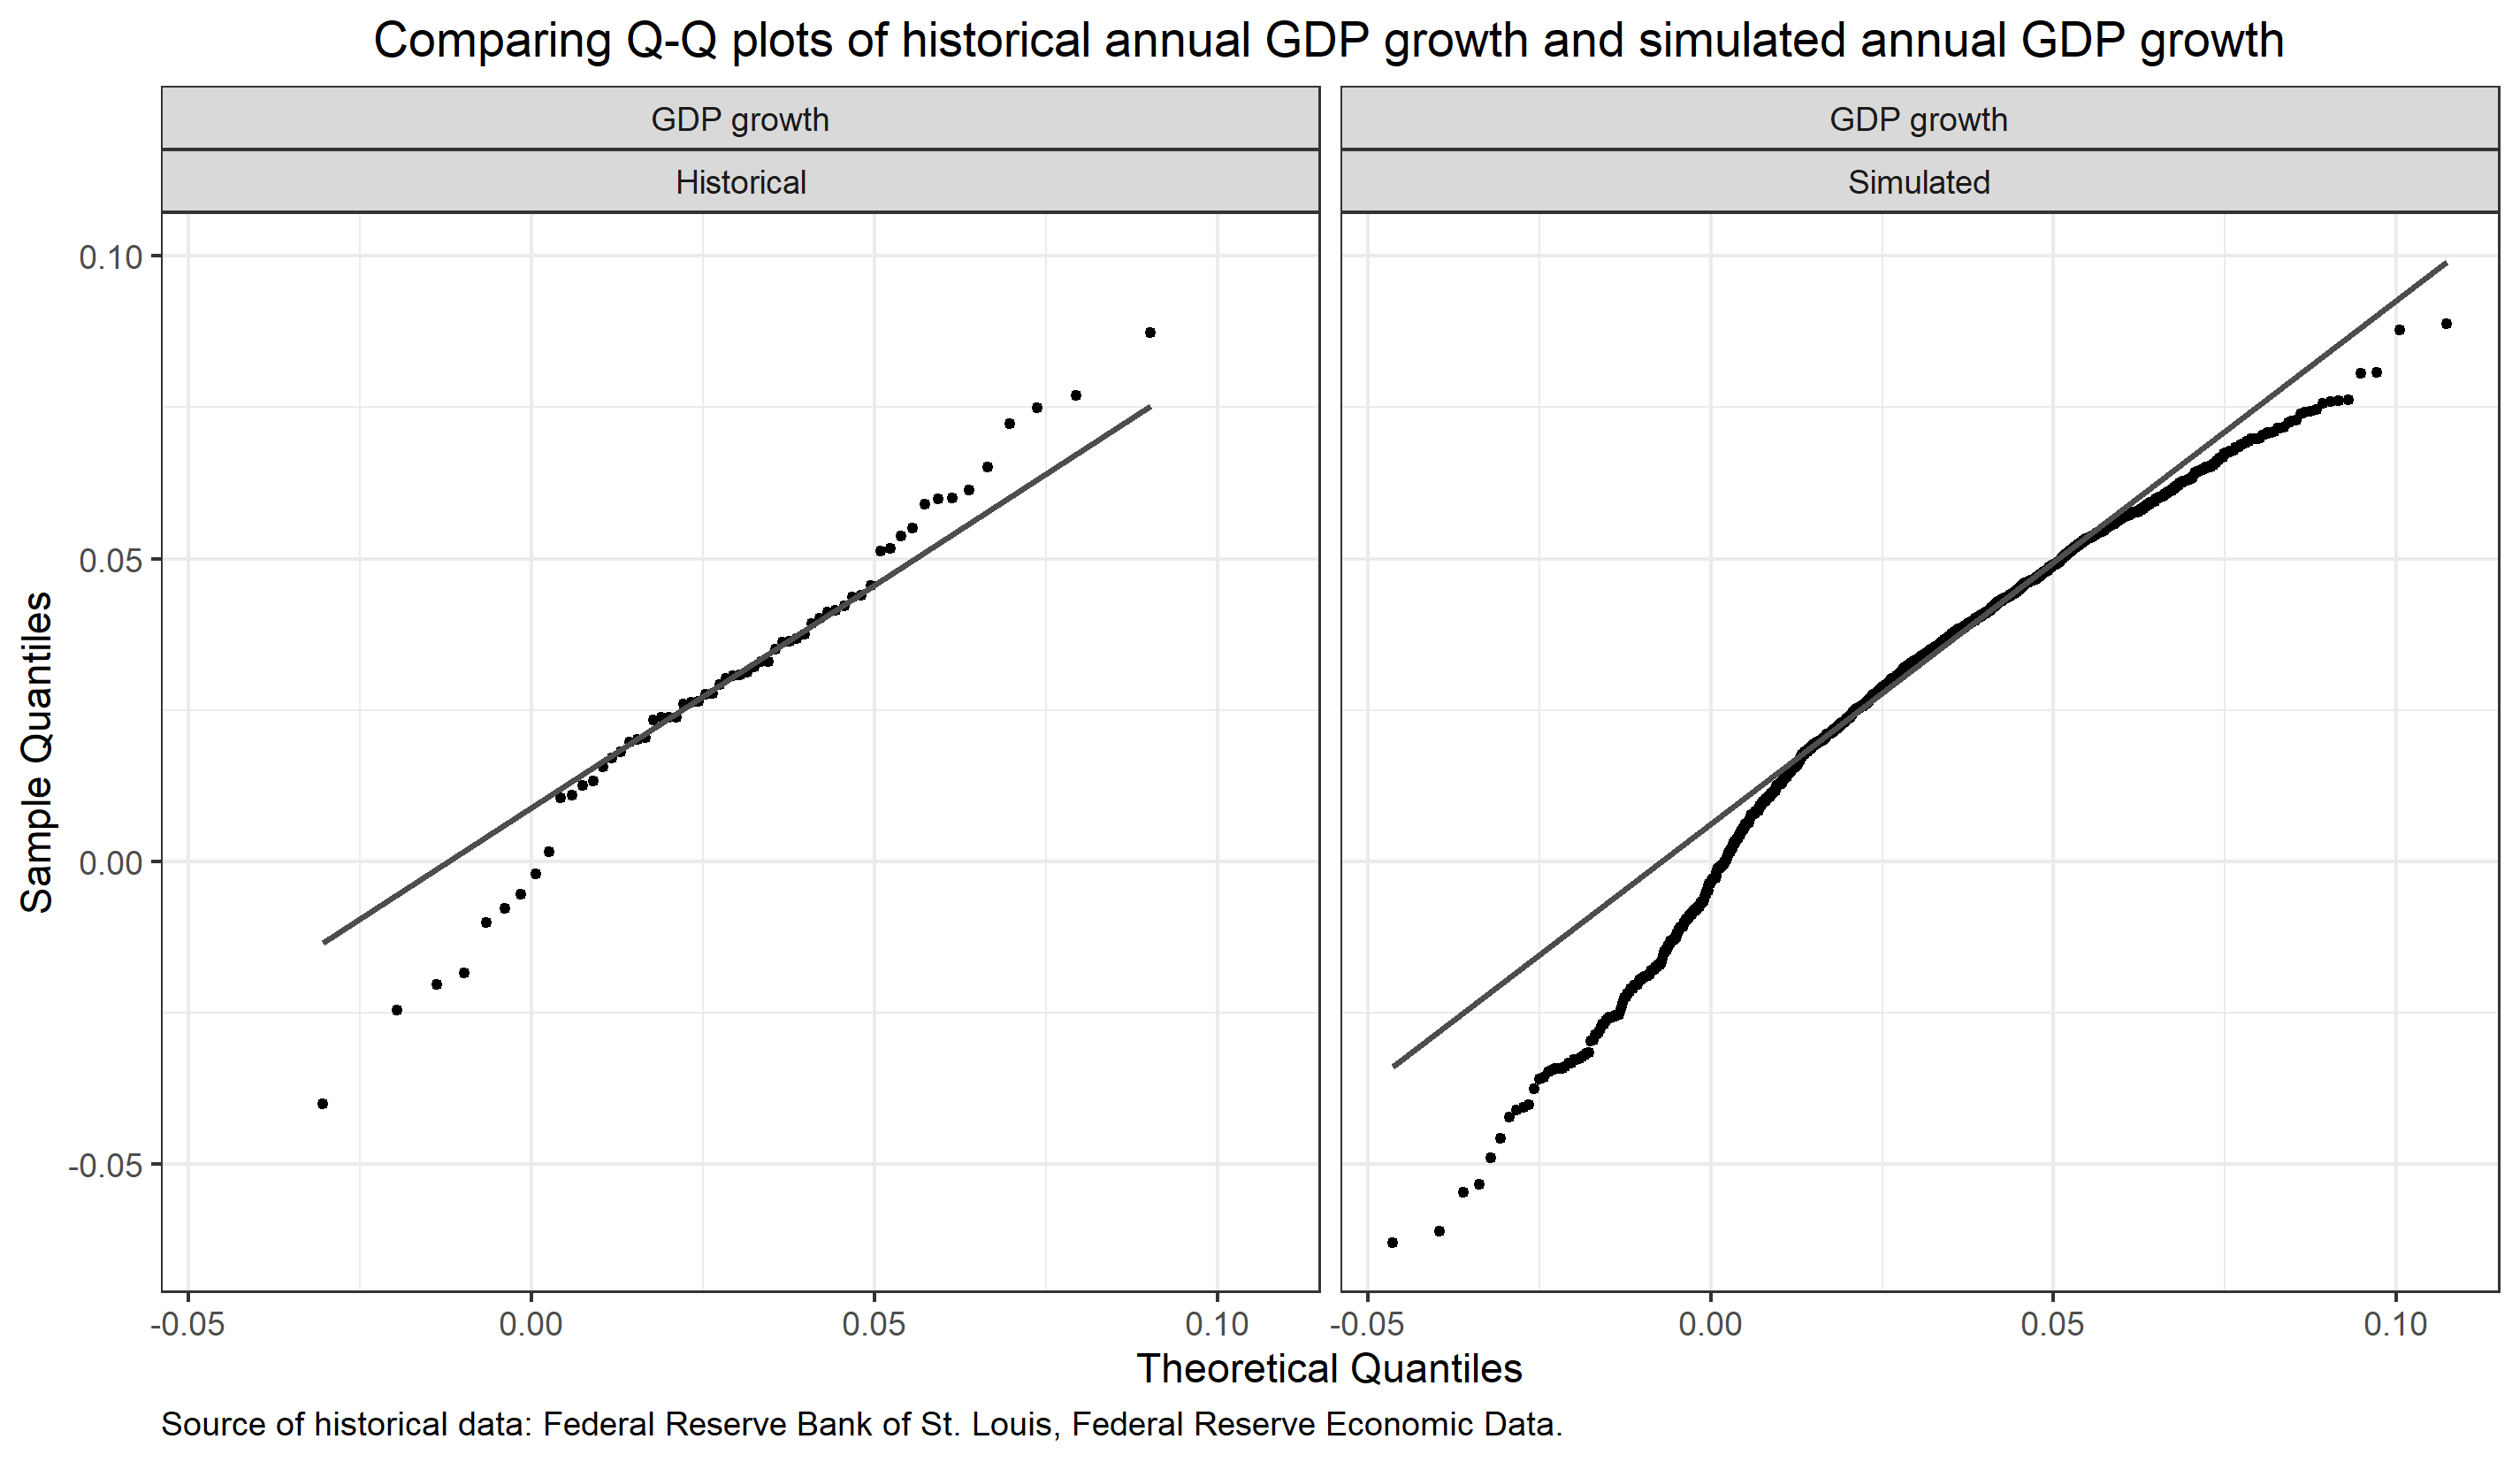 Comparing Q-Q plots of historical annual GDP growth and simulated annual GDP growth
GDP growth
GDP growth
Historical
Simulated
0.10
0.05
0.00
-0.05
Sample Quantiles
-0.05
0.00
0.05
0.10
-0.05
0.00
0.05
0.10
Theoretical Quantiles
Source of historical data: Federal Reserve Bank of St. Louis, Federal Reserve Economic Data.